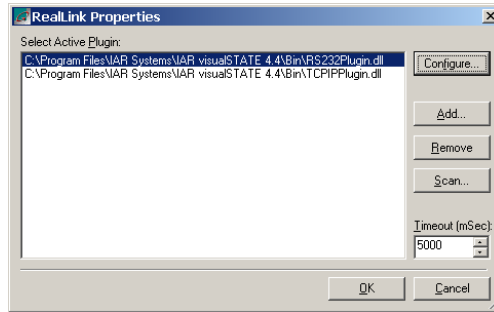 RealLink Properties
Select Active Plugin:
C:\Program Files\IAR Systems\IAR visualSTATE 4.4\Bin\RS232Plugin.dll
C:\Program Files\IAR Systems\IAR visualSTATE 4.4\Bin\TCPIPPlugin.dll
Configure...
Add...
Remove
Scan...
Timeout (mSec):
5000
OK
Cancel